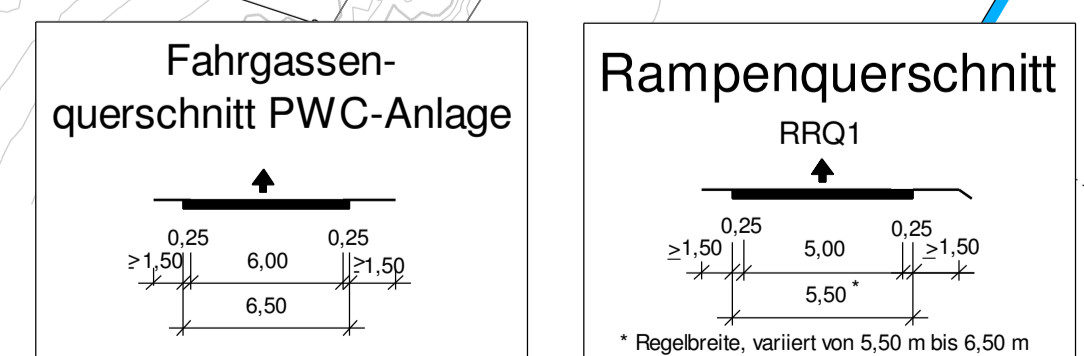 Fahrgassen-
querschnitt PWC-Anlage
0,25 0,25
≥1,50 6,00 ≥1,50
6,50
Rampenquerschnitt
RRQ1
0,25 0,25
≥1,50 5,00 ≥1,50
5,50 *
* Regelbreite, variiert von 5,50 m bis 6,50 m